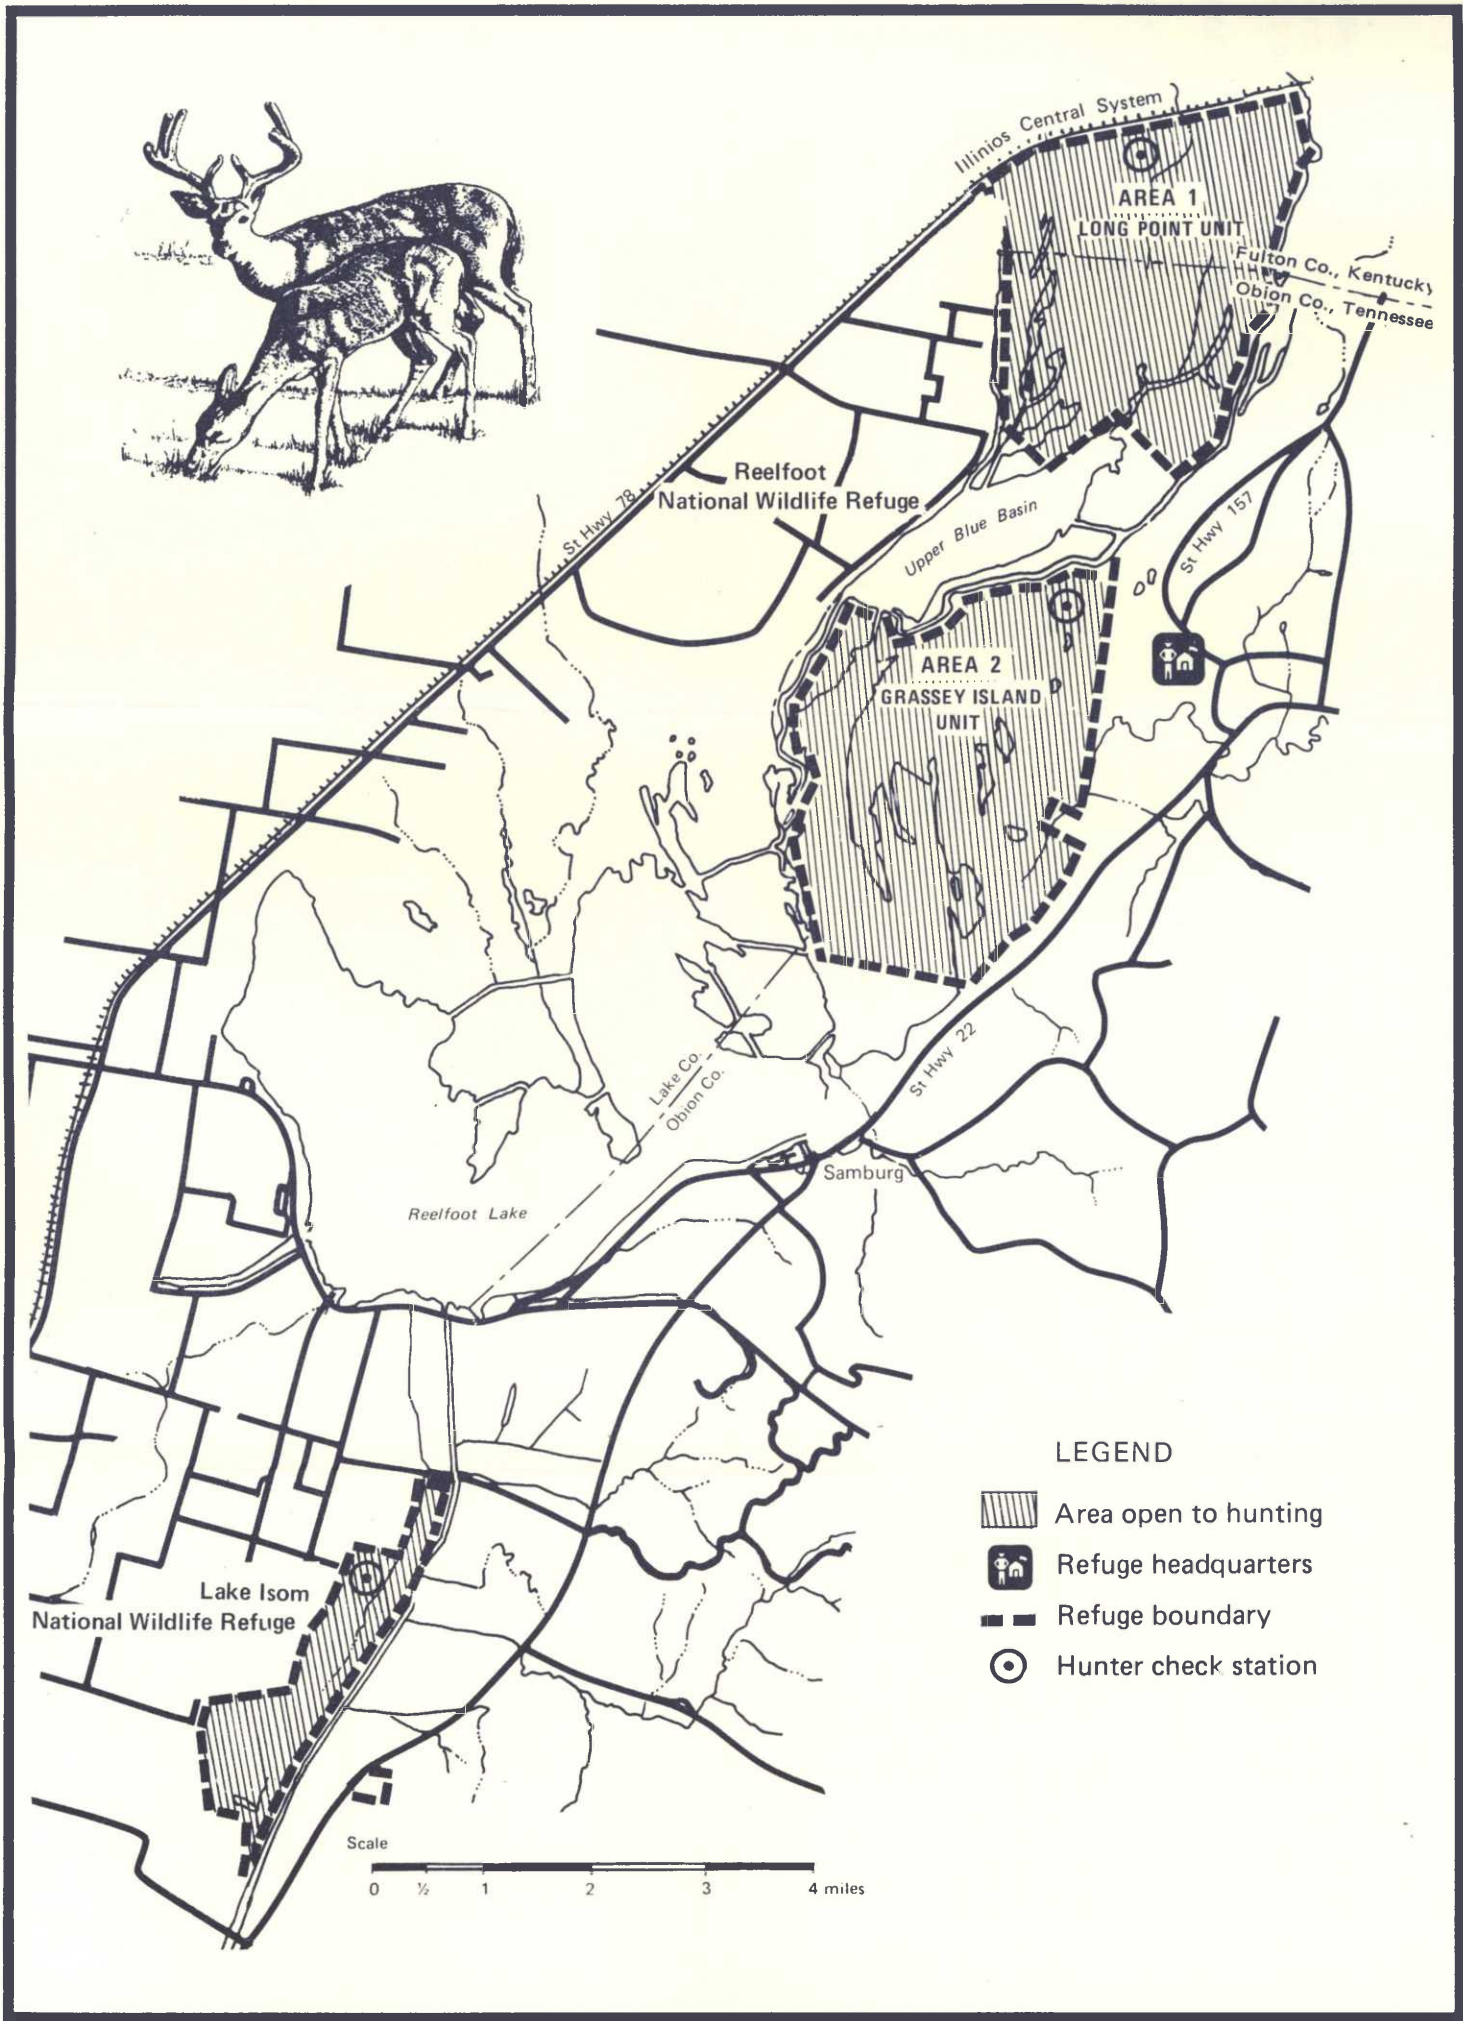 Illinios Central System
AREA 1
LONG POINT UNIT
Fulton Co., Kentucky
Obion Co., Tennessee
Reelfoot
National Wildlife Refuge
St Hwy 78
Upper Blue Basin
St Hwy 157
AREA 2
GRASSEY ISLAND
UNIT
Lake Co.
Obion Co.
St Hwy 22
Samburg
Reelfoot Lake
LEGEND
Area open to hunting
Refuge headquarters
Refuge boundary
Hunter check station
Lake Isom
National Wildlife Refuge
Scale
0 ½ 1 2 3 4 miles